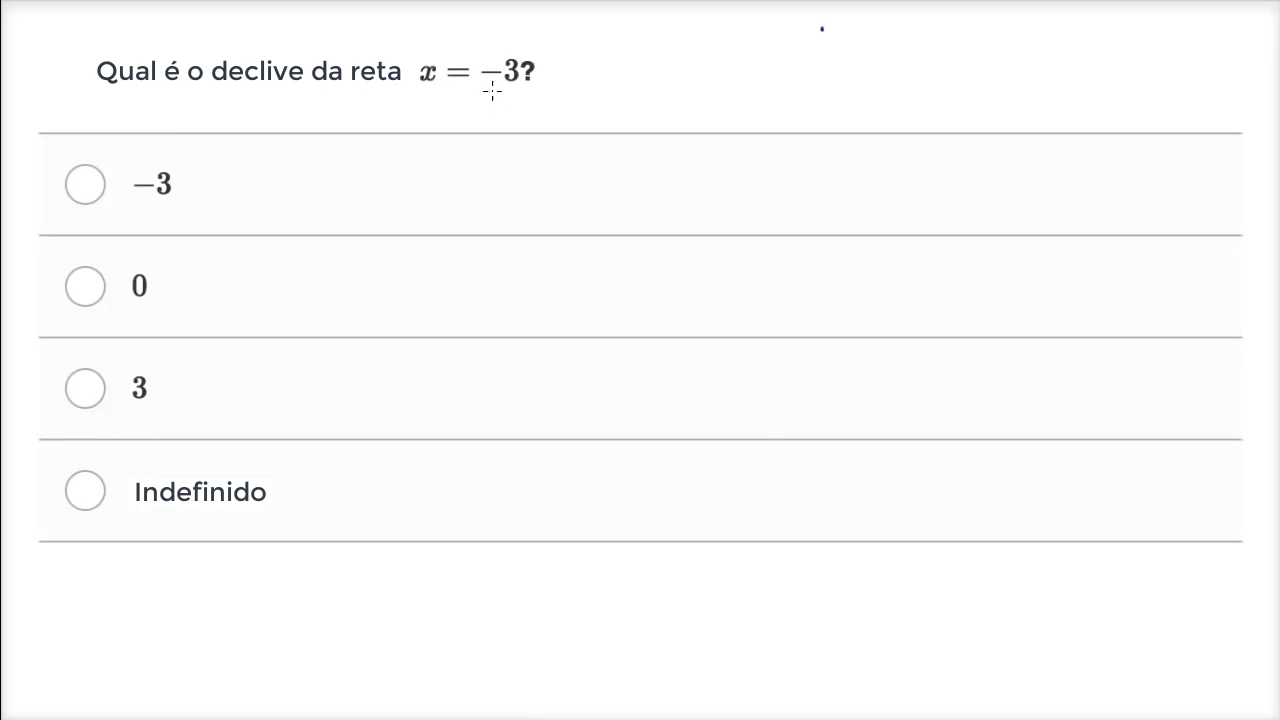 Qual é o declive da reta x = −3?
−3
0
3
Indefinido